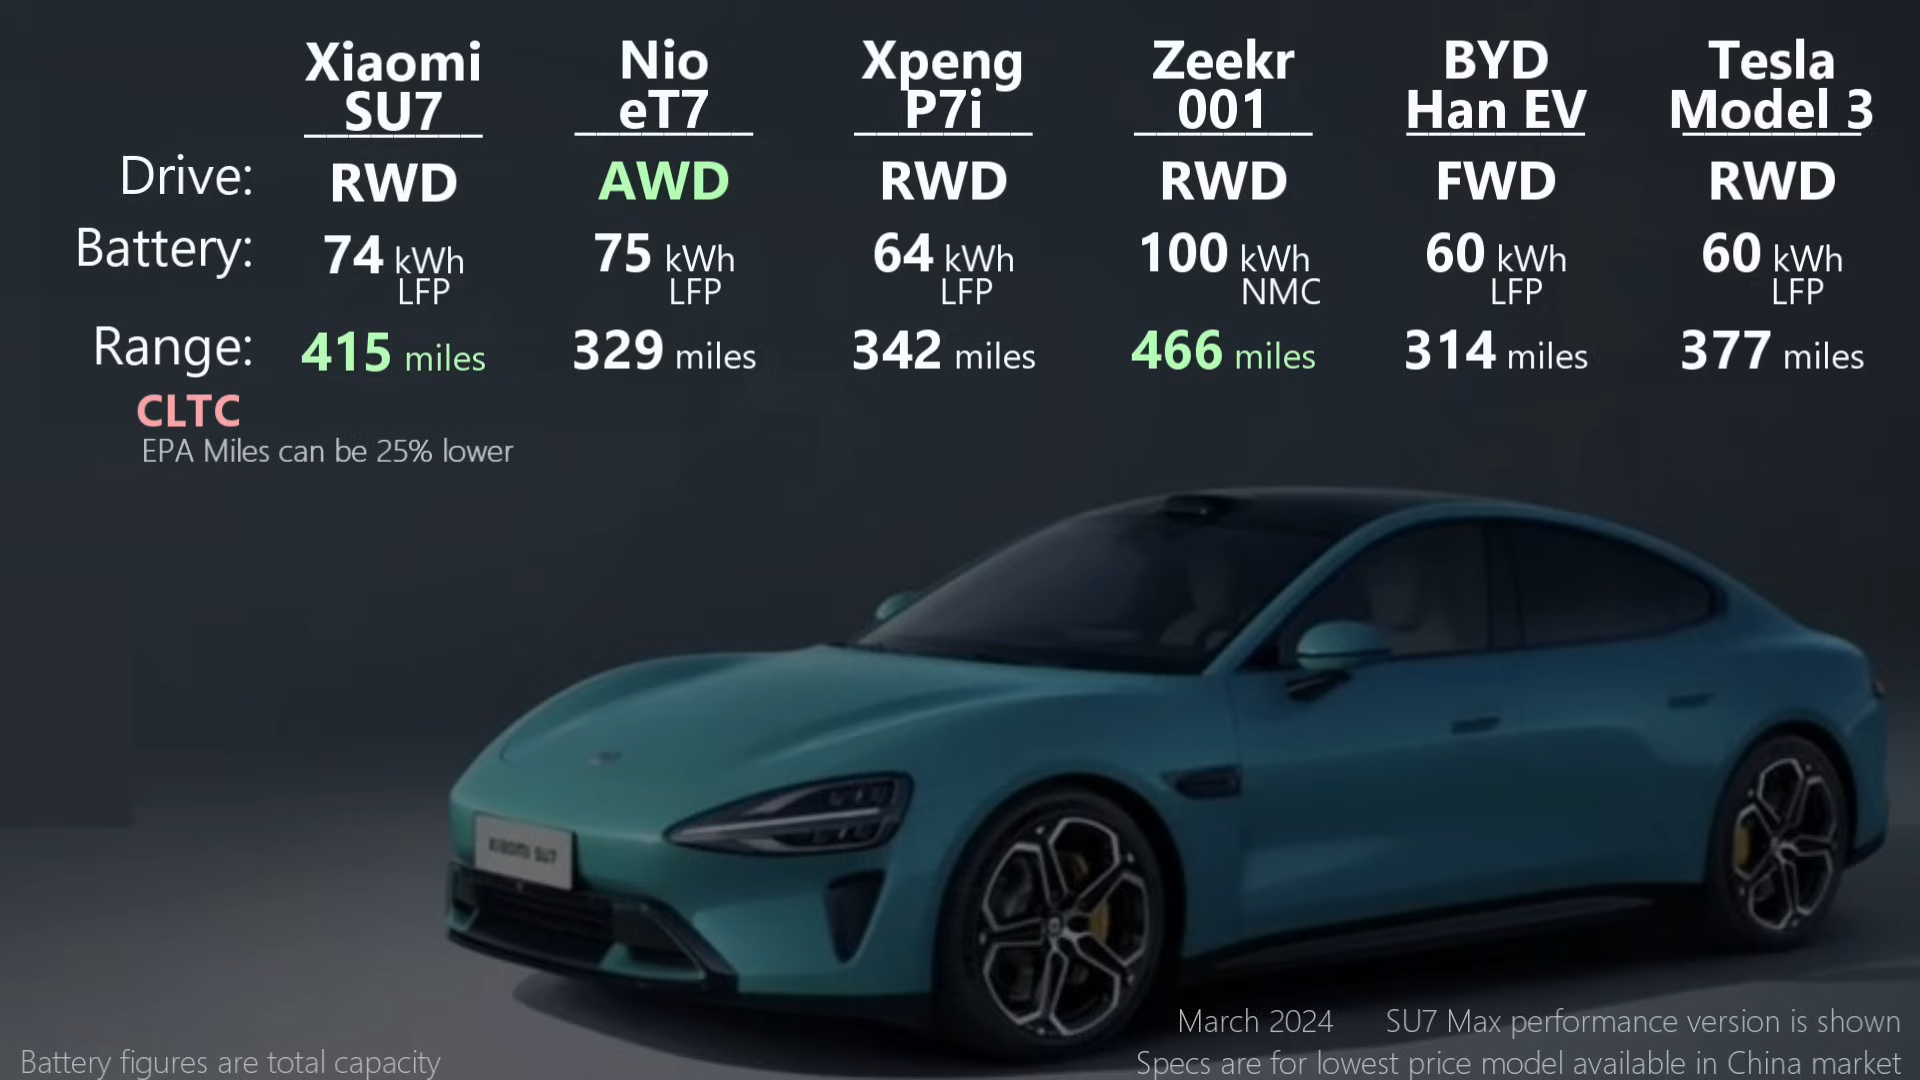 Xiaomi SU7
Nio eT7
Xpeng P7i
Zeekr 001
BYD Han EV
Tesla Model 3
Drive: RWD AWD RWD RWD FWD RWD
Battery: 74 kWh 75 kWh 64 kWh 100 kWh 60 kWh 60 kWh
LFP LFP LFP NMC LFP LFP
Range: 415 miles 329 miles 342 miles 466 miles 314 miles 377 miles
CLTC
EPA Miles can be 25% lower
XIAOMI SU7
March 2024 SU7 Max performance version is shown
Battery figures are total capacity
Specs are for lowest price model available in China market